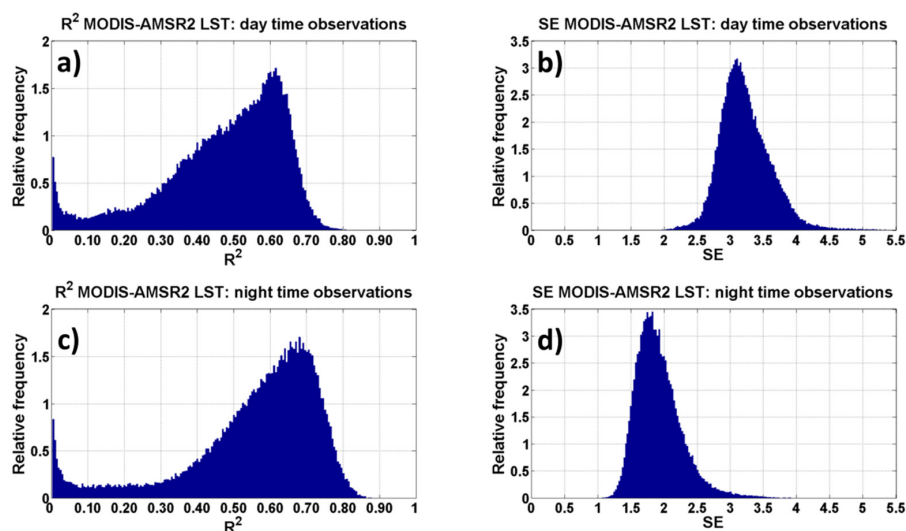 R² MODIS-AMSR2 LST: day time observations
a)
Relative frequency
2
1.5
1
0.5
0
0.10 0.20 0.30 0.40 0.50 0.60 0.70 0.80 0.90 1
R²
SE MODIS-AMSR2 LST: day time observations
b)
Relative frequency
3.5
3
2.5
2
1.5
1
0.5
0
0 0.5 1 1.5 2 2.5 3 3.5 4 4.5 5 5.5
SE
R² MODIS-AMSR2 LST: night time observations
c)
Relative frequency
2
1.5
1
0.5
0
0 0.10 0.20 0.30 0.40 0.50 0.60 0.70 0.80 0.90 1
R²
SE MODIS-AMSR2 LST: night time observations
d)
Relative frequency
3.5
3
2.5
2
1.5
1
0.5
0
0 0.5 1 1.5 2 2.5 3 3.5 4 4.5 5 5.5
SE